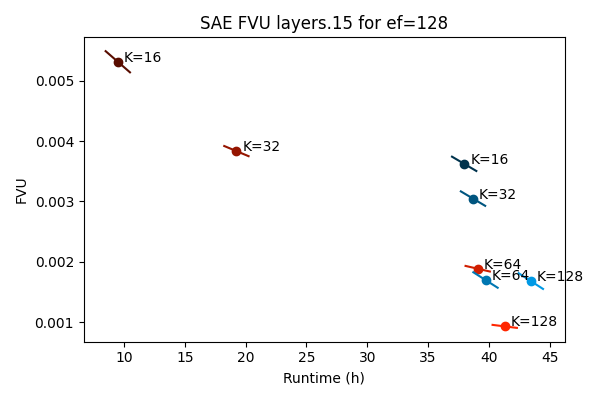 SAE FVU layers.15 for ef=128
K=16
0.005
0.004
K=32
K=16
FVU
0.003
K=32
0.002
K=64
K=64
K=128
0.001
K=128
10
15
20
25
30
35
40
45
Runtime (h)